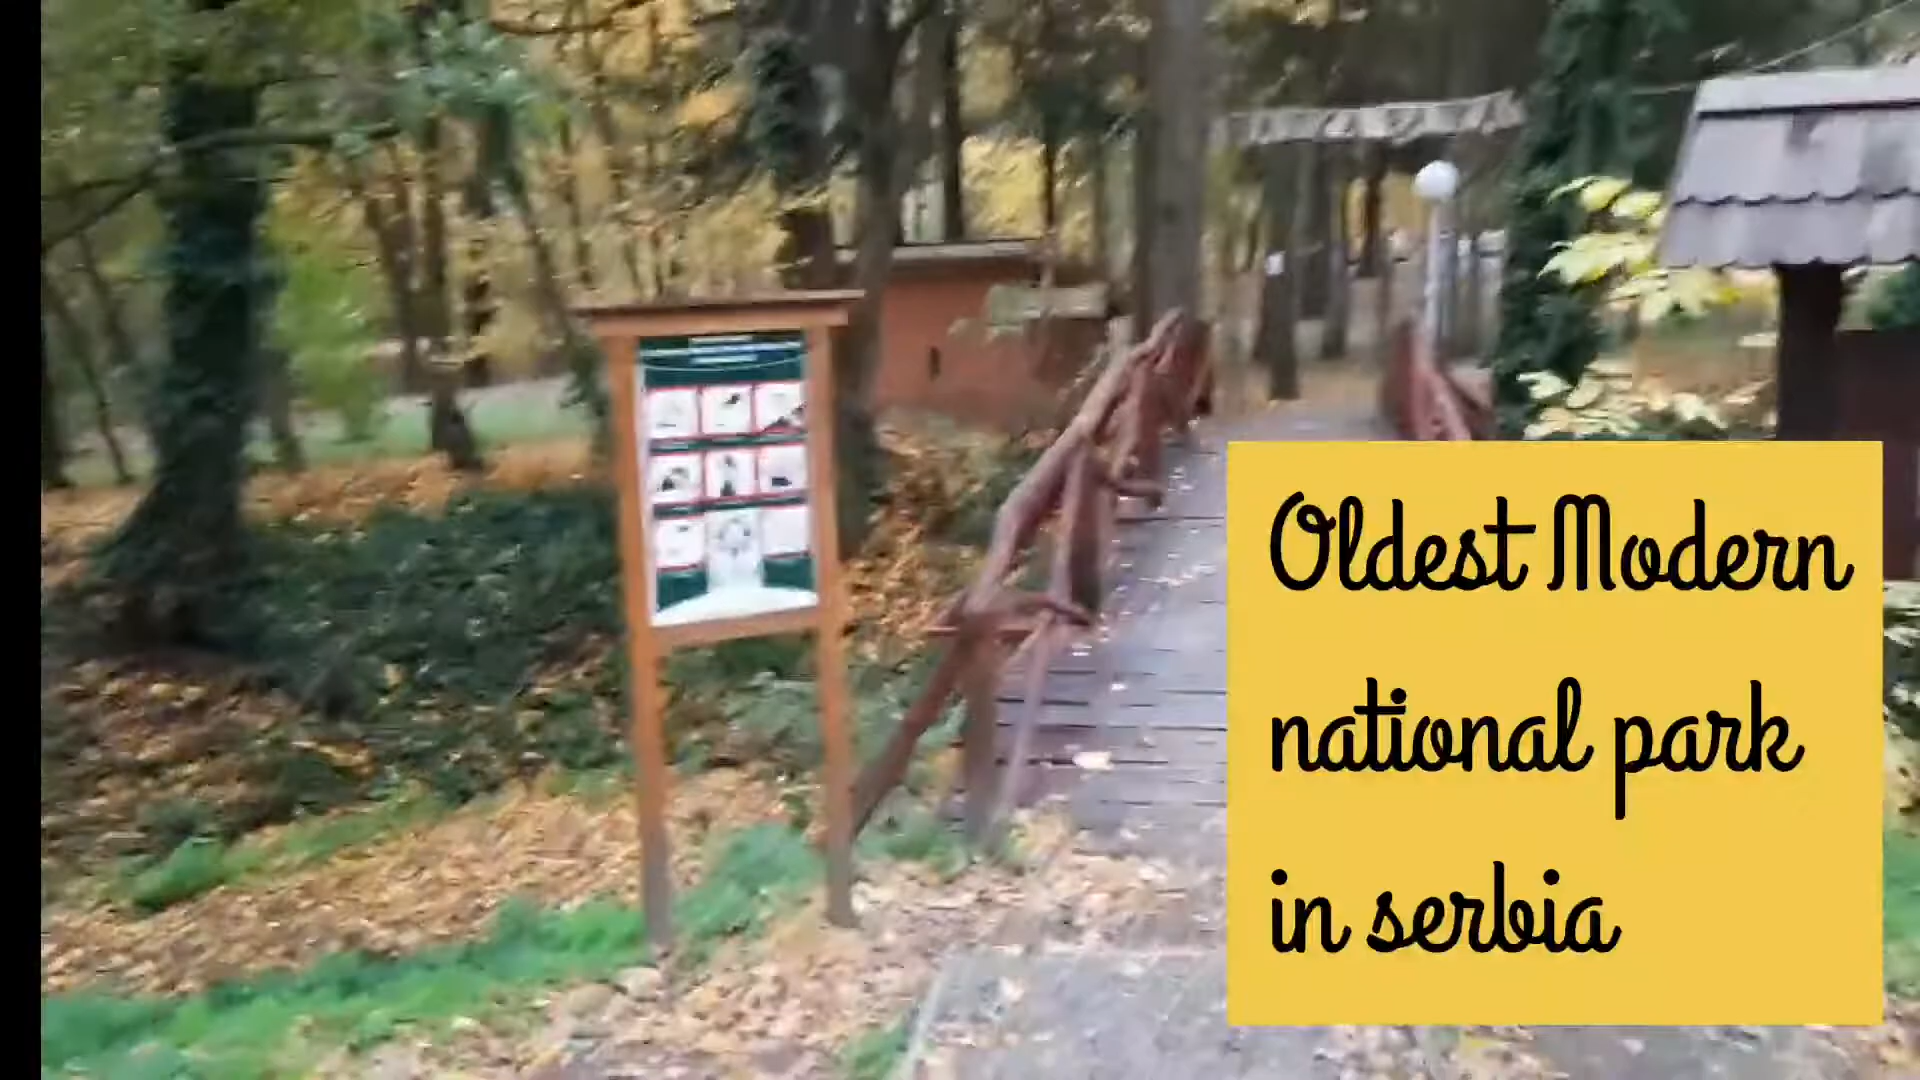 Oldest Modern
national park
in serbia